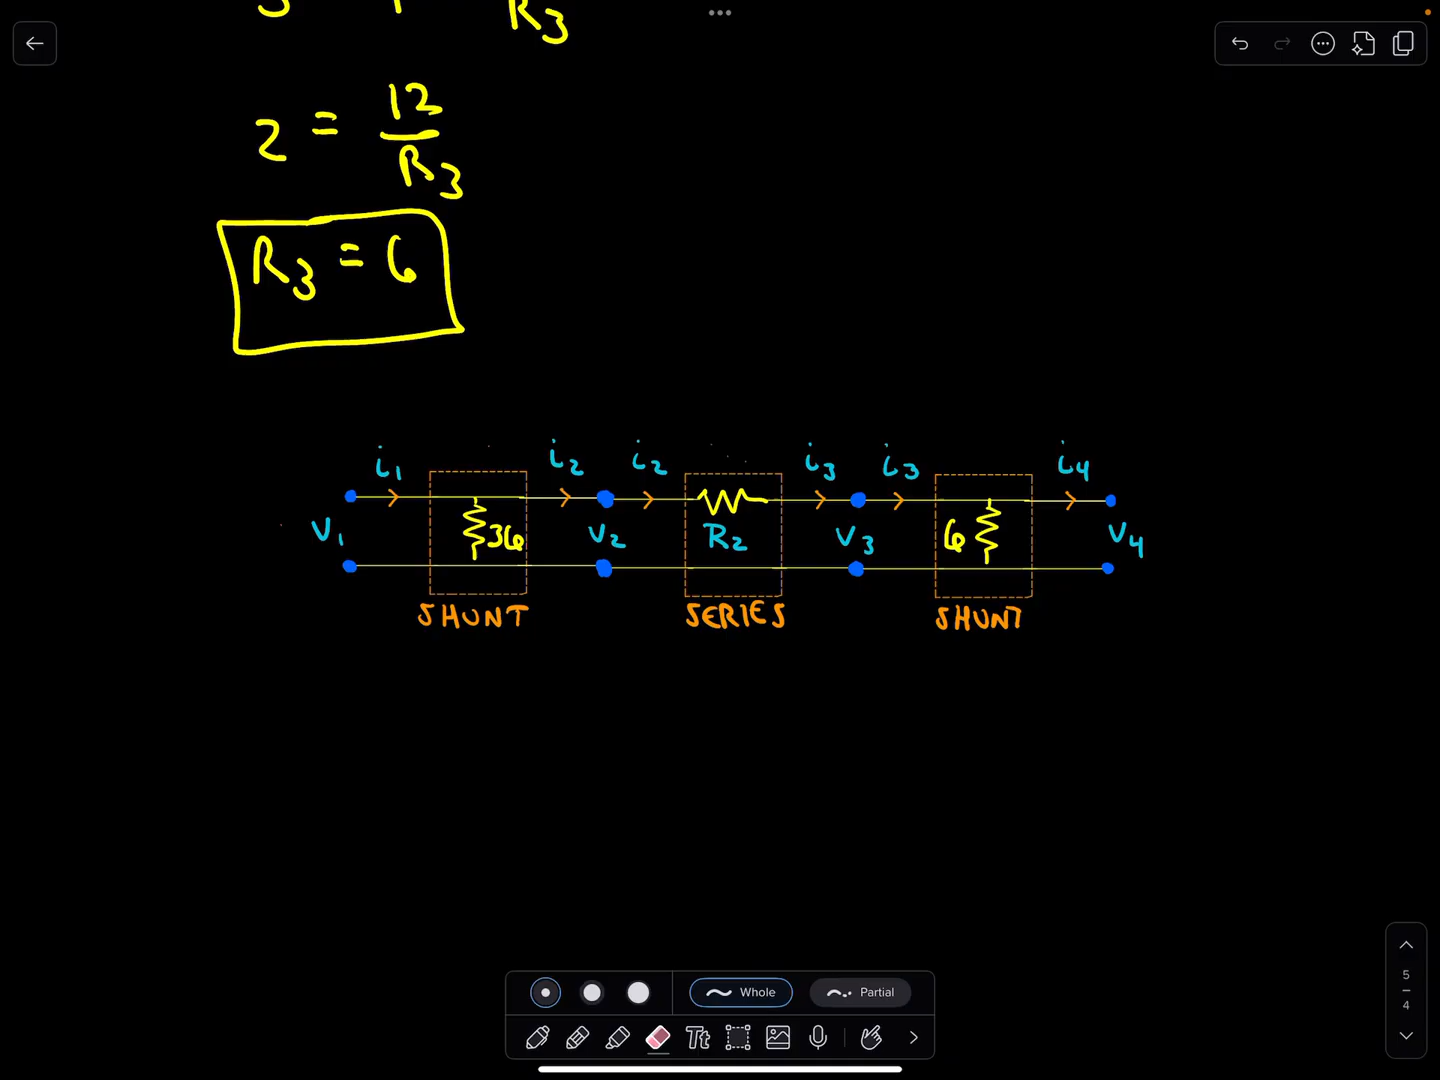 R3
2 = 12/R3
R3 = 6
i1 i2 i2 i3 i3 i4
V1 36 V2 R2 V3 6 V4
SHUNT SERIES SHUNT
5
4
Whole Partial
Tt